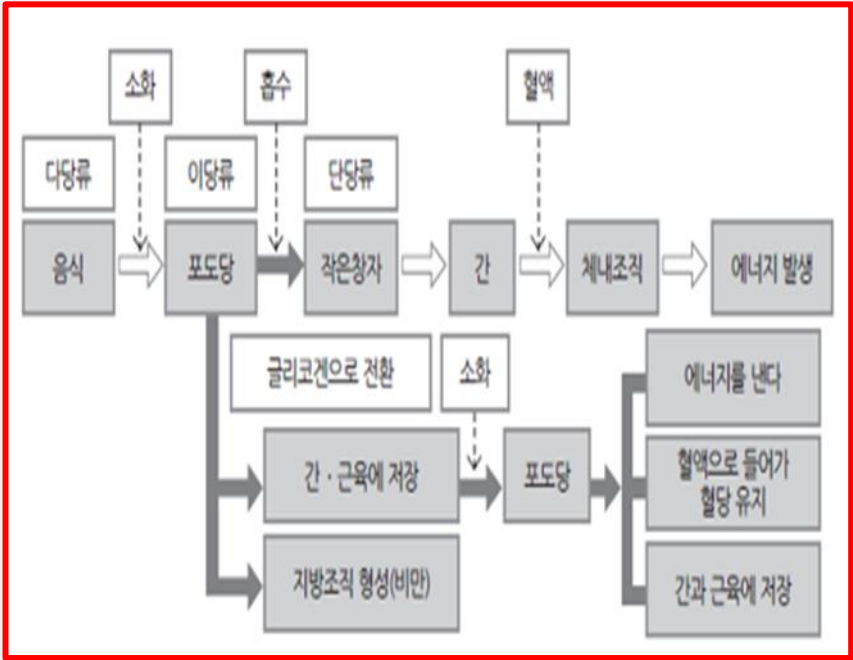 소화
흡수
혈액
다당류
이당류
단당류
음식
포도당
작은창자
간
체내조직
에너지 발생
글리코겐으로 전환
소화
에너지를 낸다
간 · 근육에 저장
포도당
혈액으로 들어가
혈당 유지
지방조직 형성(비만)
간과 근육에 저장